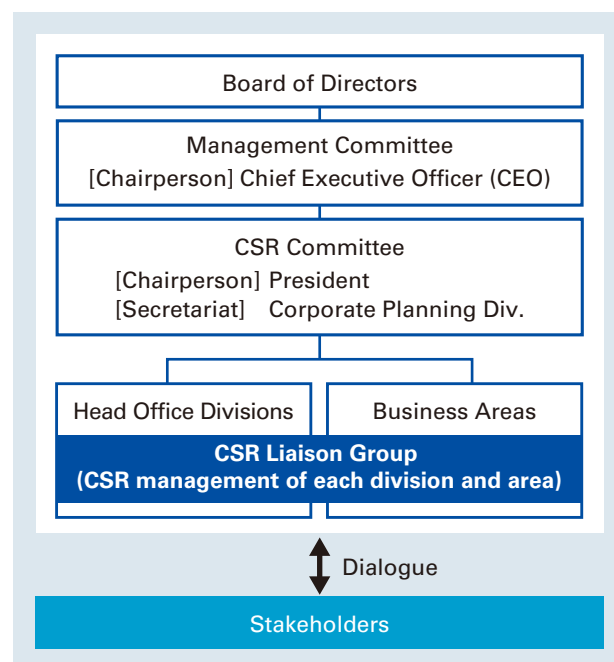 Board of Directors
Management Committee
[Chairperson] Chief Executive Officer (CEO)
CSR Committee
[Chairperson] President
[Secretariat] Corporate Planning Div.
Head Office Divisions
Business Areas
CSR Liaison Group
(CSR management of each division and area)
Dialogue
Stakeholders